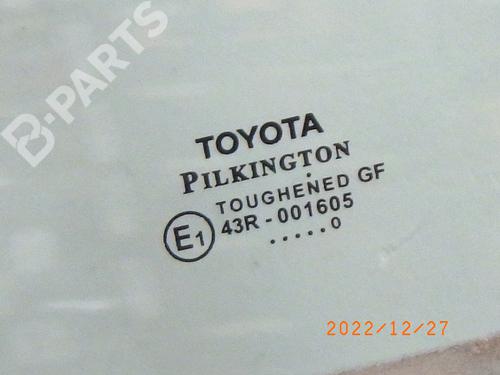 B-PARTS
TOYOTA
PILKINGTON
TOUGHENED GF
E1
43R-001605
.....0
2022/12/27